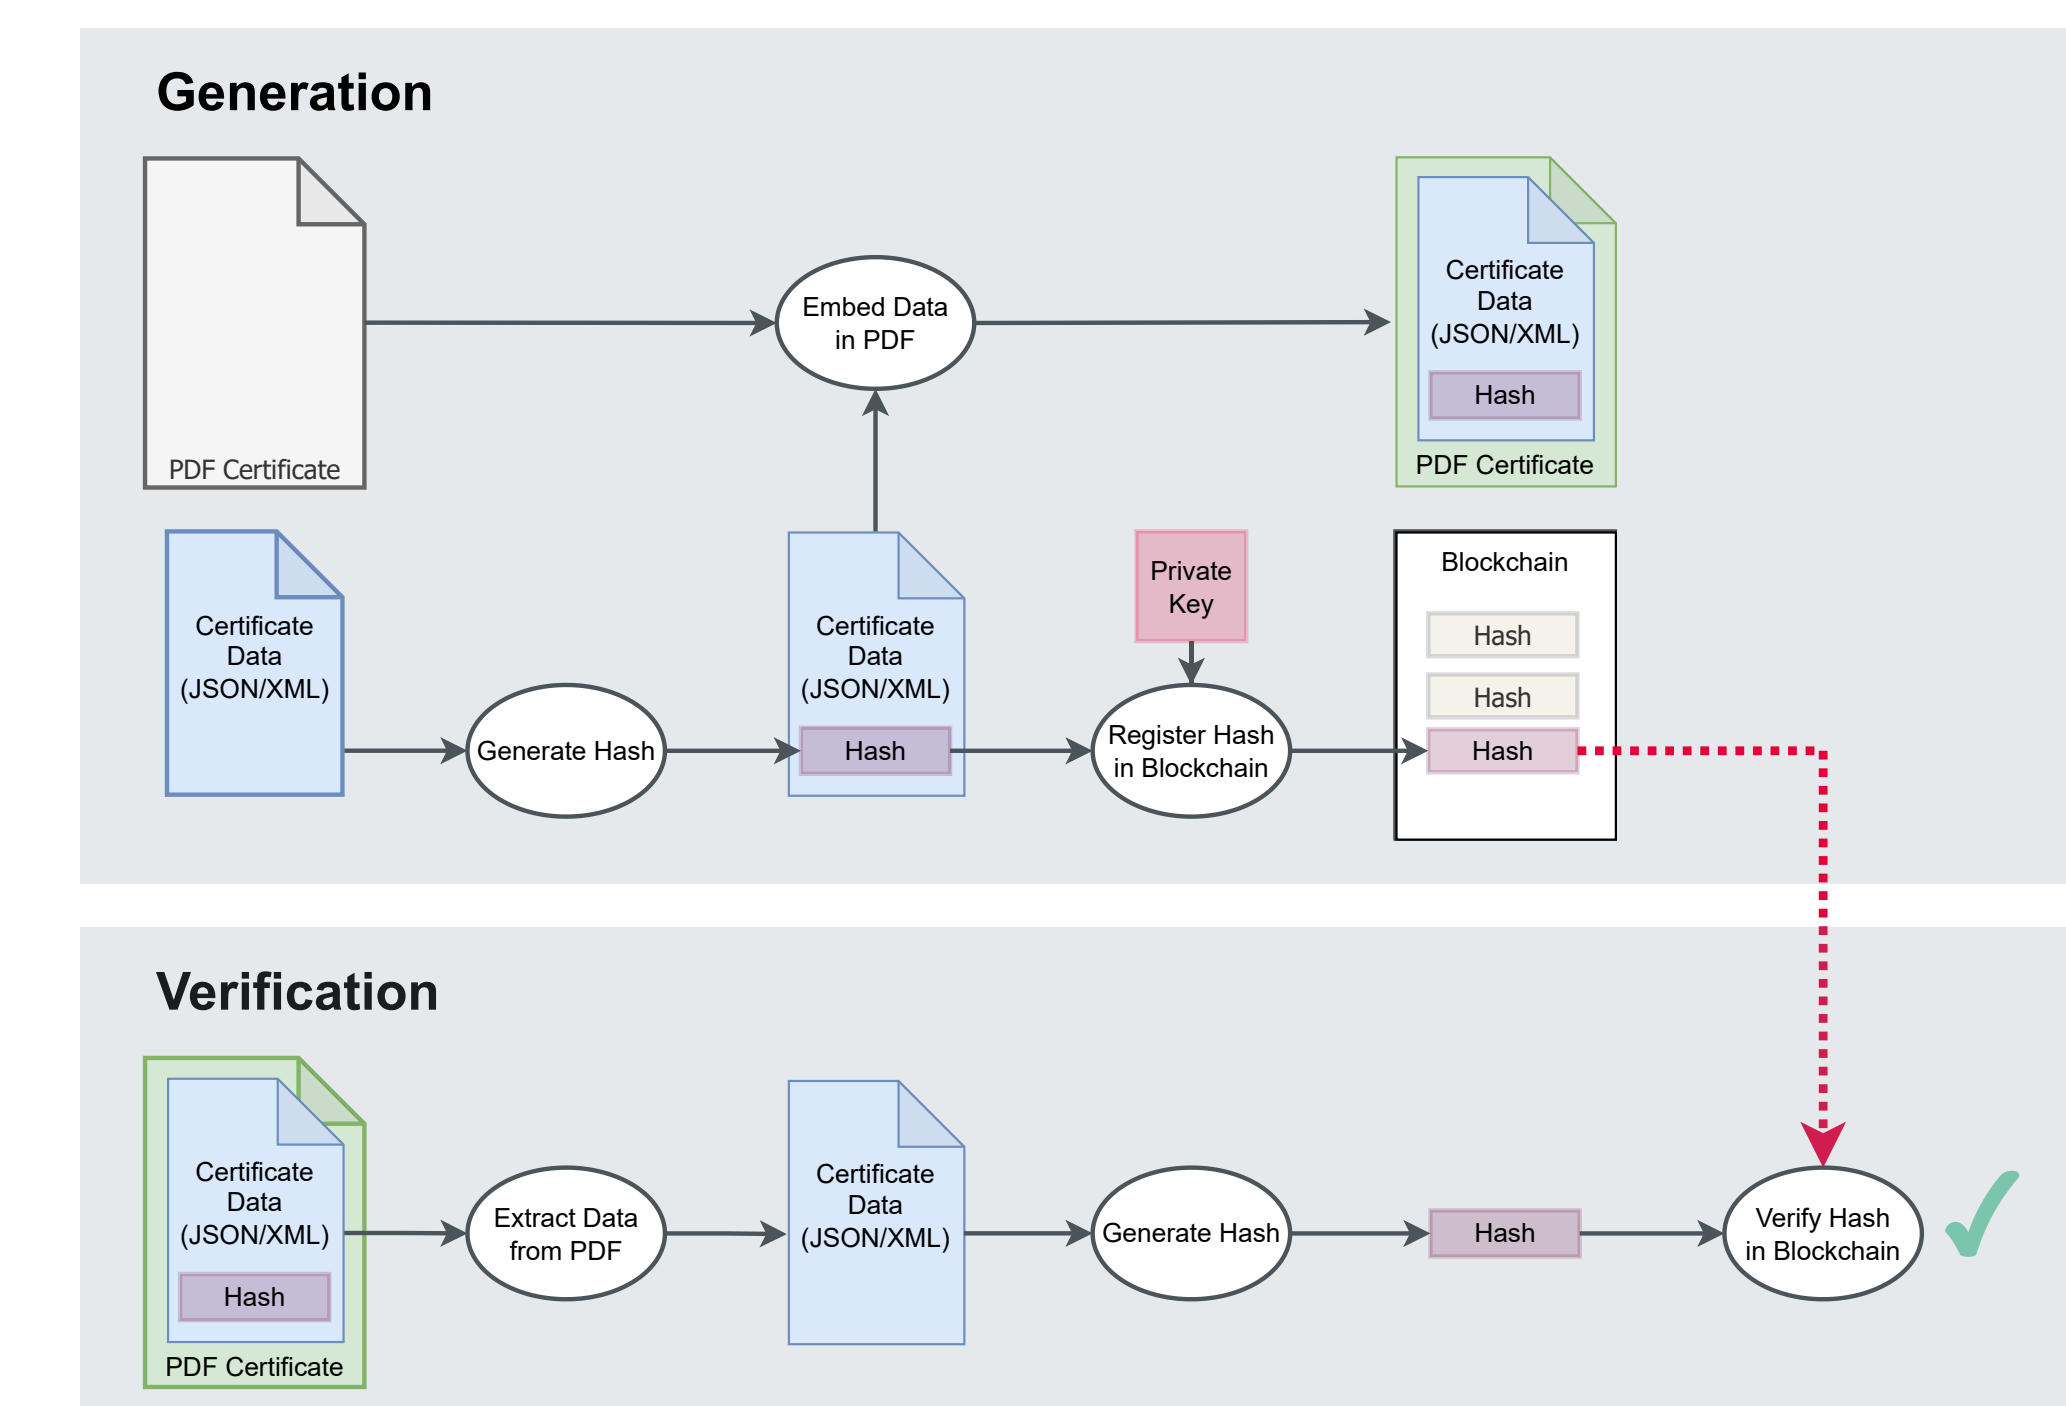 Generation
PDF Certificate
Embed Data
in PDF
Certificate
Data
(JSON/XML)
Hash
PDF Certificate
Certificate
Data
(JSON/XML)
Generate Hash
Certificate
Data
(JSON/XML)
Hash
Private
Key
Register Hash
in Blockchain
Blockchain
Hash
Hash
Hash
Verification
Certificate
Data
(JSON/XML)
Hash
PDF Certificate
Extract Data
from PDF
Certificate
Data
(JSON/XML)
Generate Hash
Hash
Verify Hash
in Blockchain